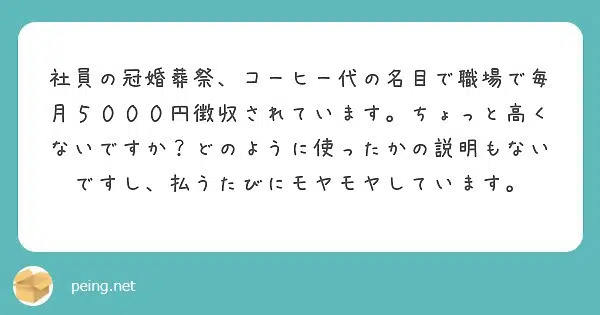 社員の冠婚葬祭、コーヒー代の名目で職場で毎
月５０００円徴収されています。ちょっと高く
ないですか？どのように使ったかの説明もない
ですし、払うたびにモヤモヤしています。
peing.net